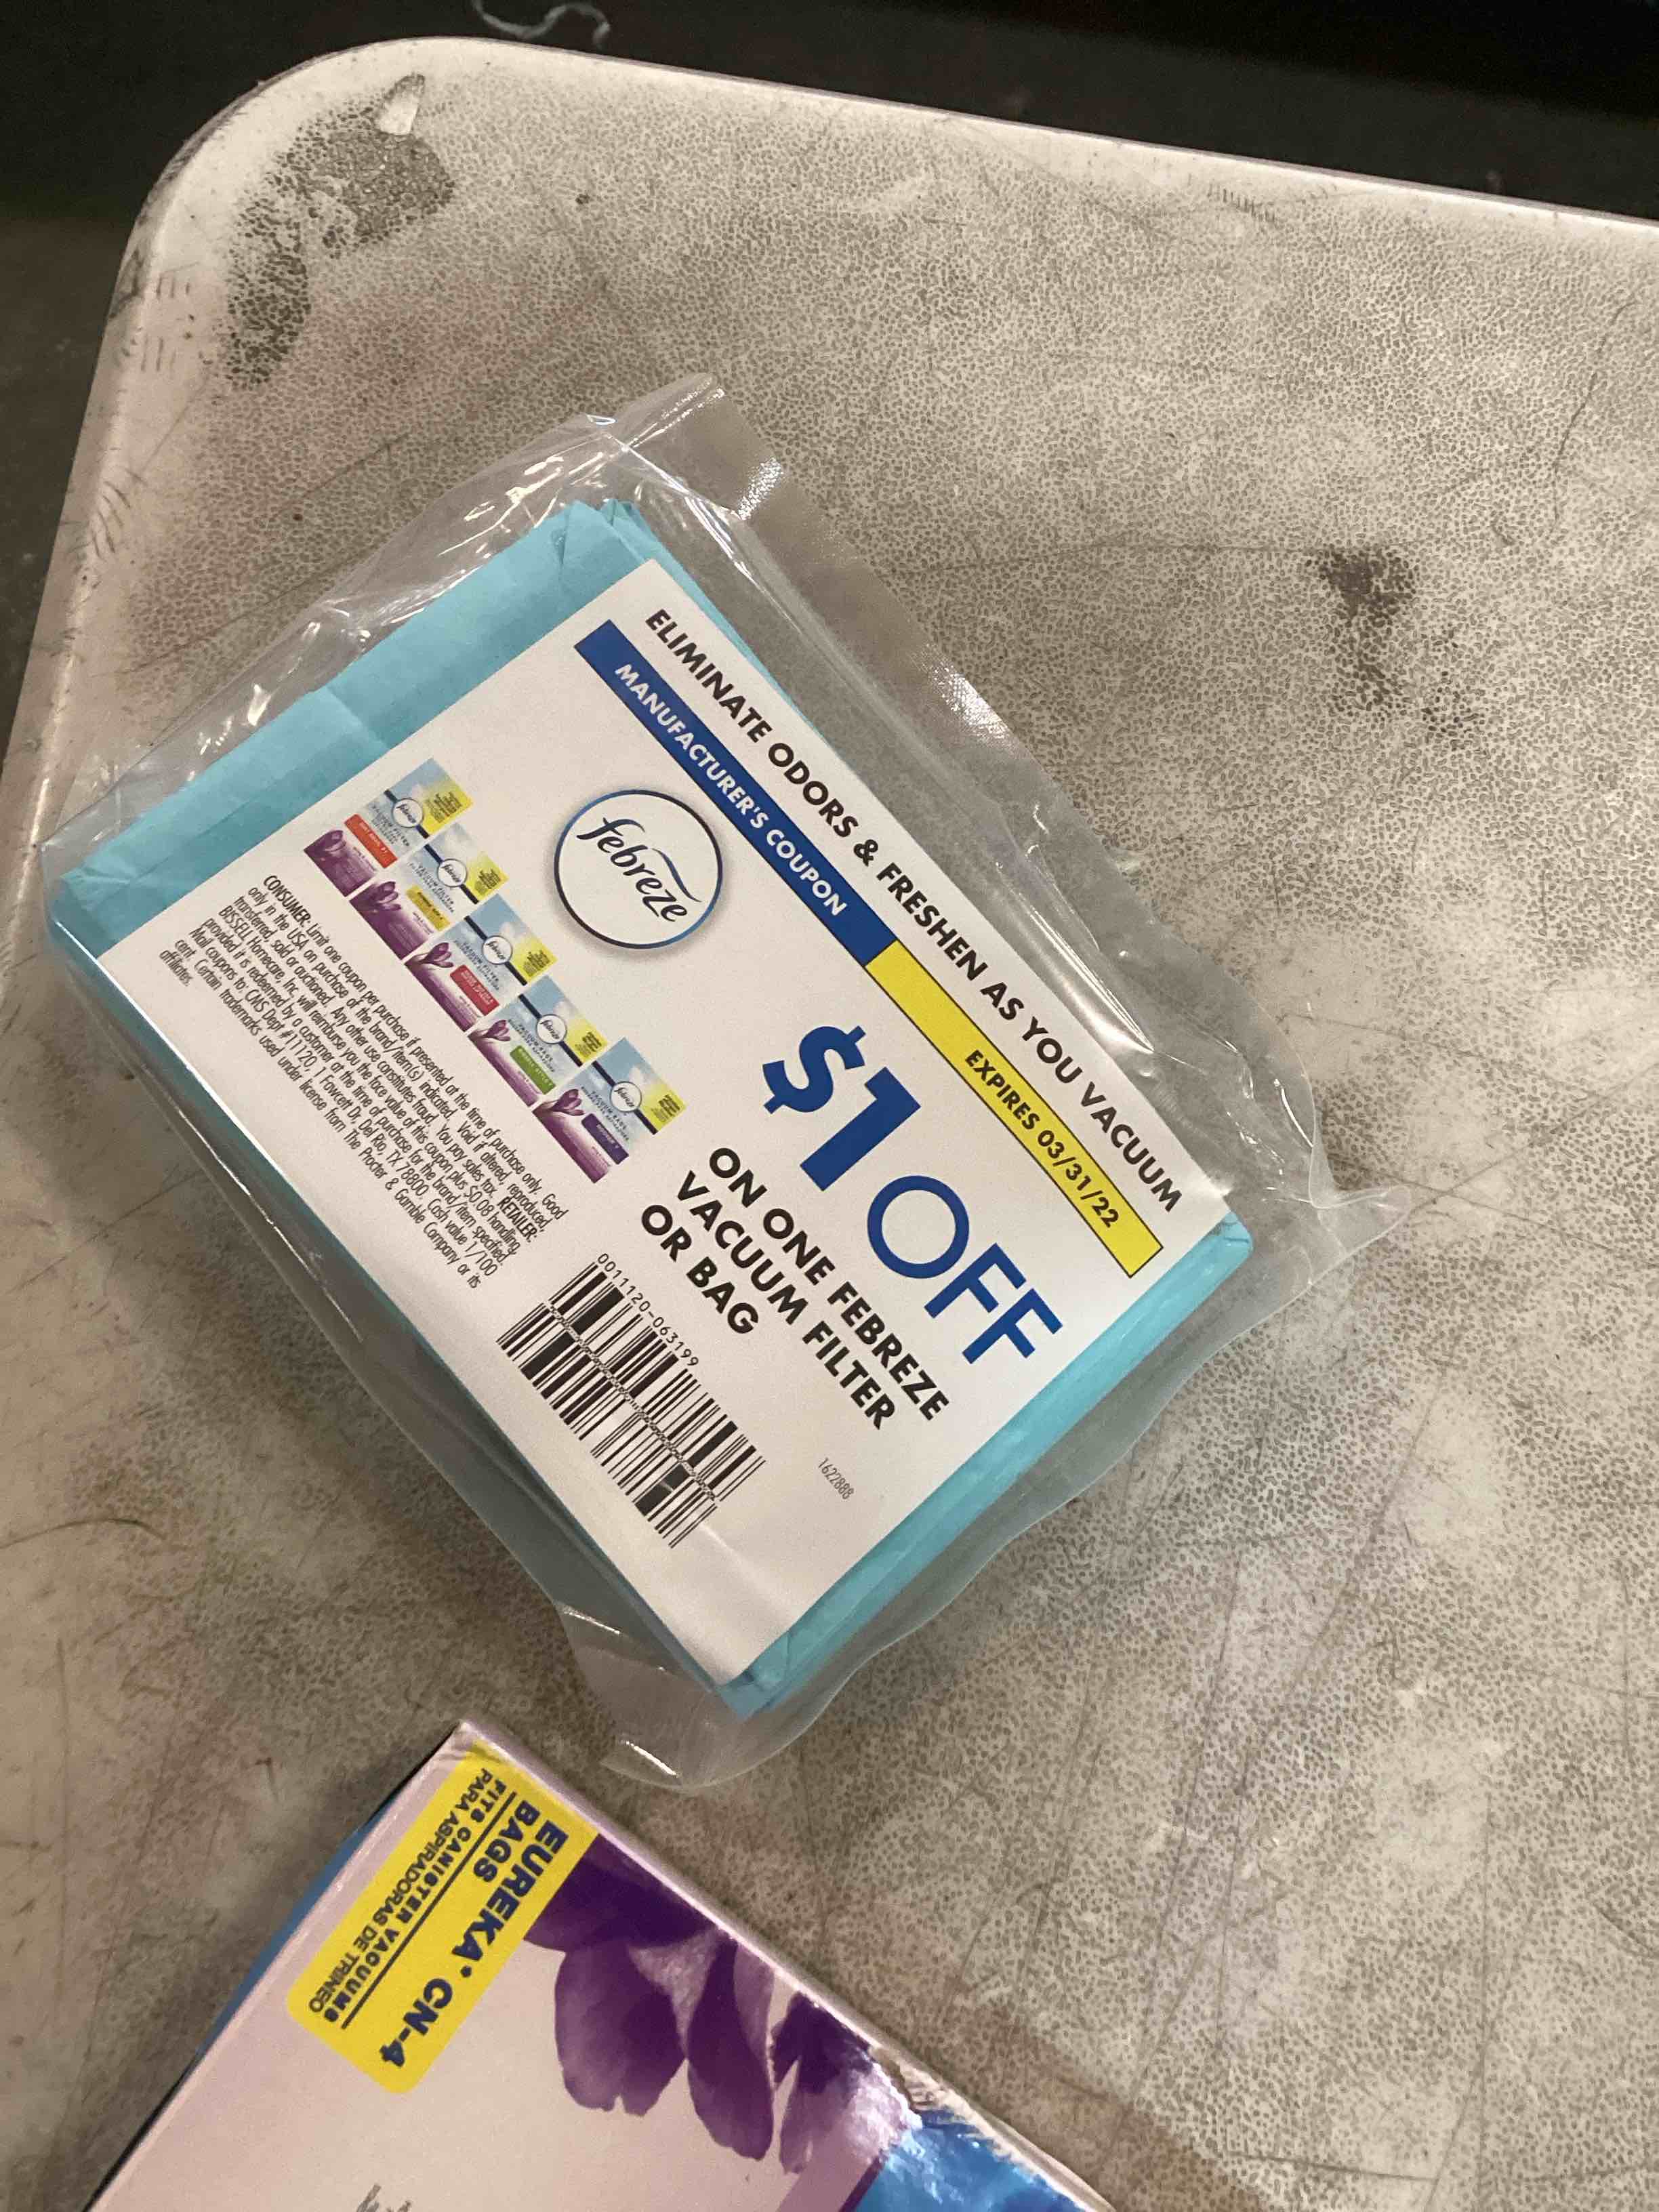 ELIMINATE ODORS & FRESHEN AS YOU VACUUM
MANUFACTURER'S COUPON
EXPIRES 03/31/22
febreze
$1 OFF
ON ONE FEBREZE
VACUUM FILTER
OR BAG
CONSUMER: Limit one coupon per purchase if presented at the time of purchase only. Good
only in the USA on purchase of the brand/item(s) indicated. Void if altered, reproduced,
transferred, sold or auctioned. Any other use constitutes fraud. You pay sales tax. RETAILER:
BISSELL Homecare, Inc. will reimburse you the face value of this coupon plus $0.08 handling
provided it is redeemed by a customer at the time of purchase for the brand/item specified.
Mail coupons to: CMS Dept #11120, 1 Fawcett Dr, Del Rio, TX 78800. Cash value 1/100
cent. Certain trademarks used under license from The Procter & Gamble Company or its
affiliates.
001120-063199
1622888
EUREKA* CN-4
BAGS
FITS CANISTER VACUUMS
PARA ASPIRADORAS DE TRINEO